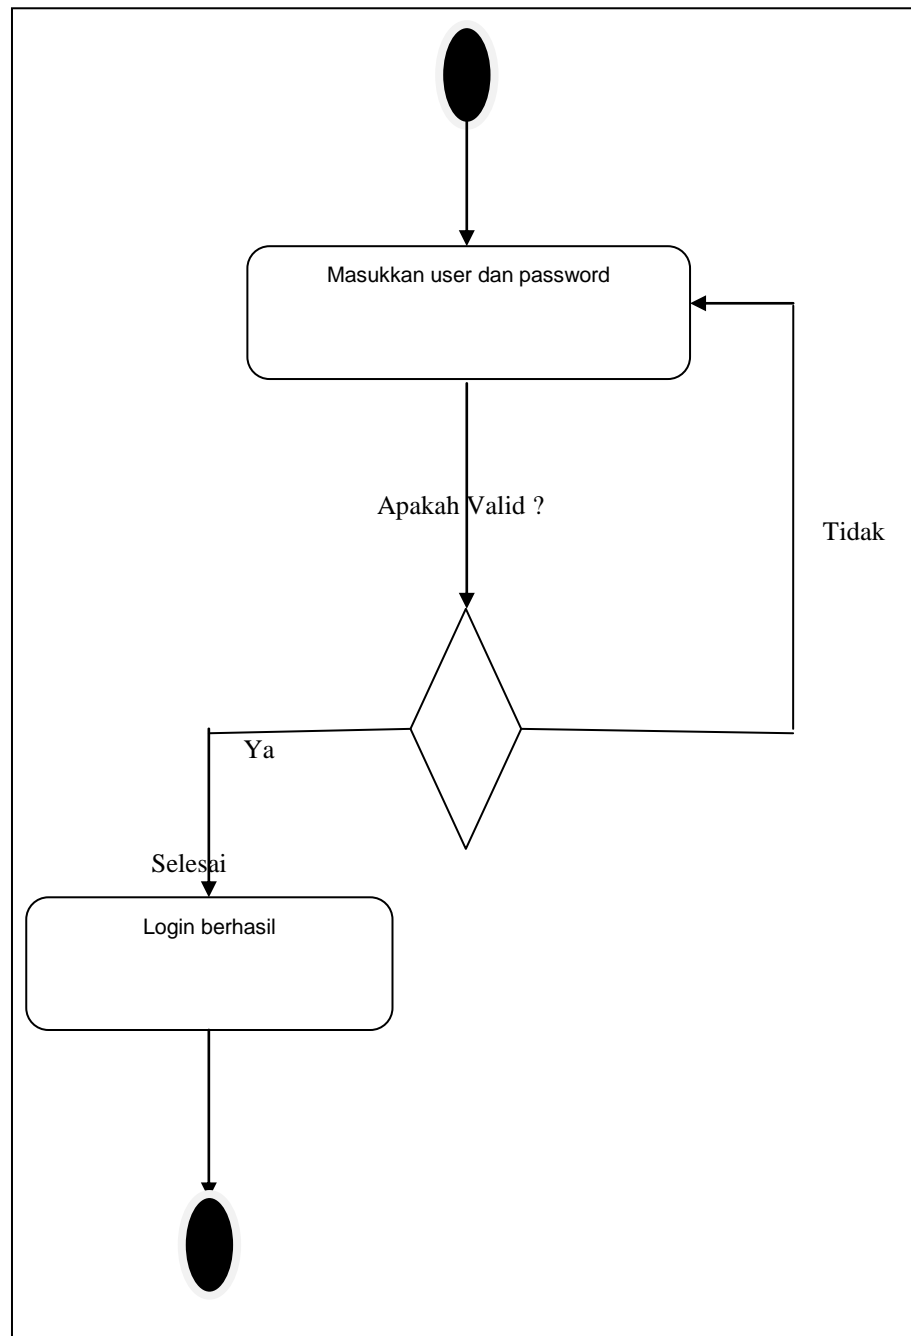 Masukkan user dan password
Apakah Valid ?
Tidak
Ya
Selesai
Login berhasil